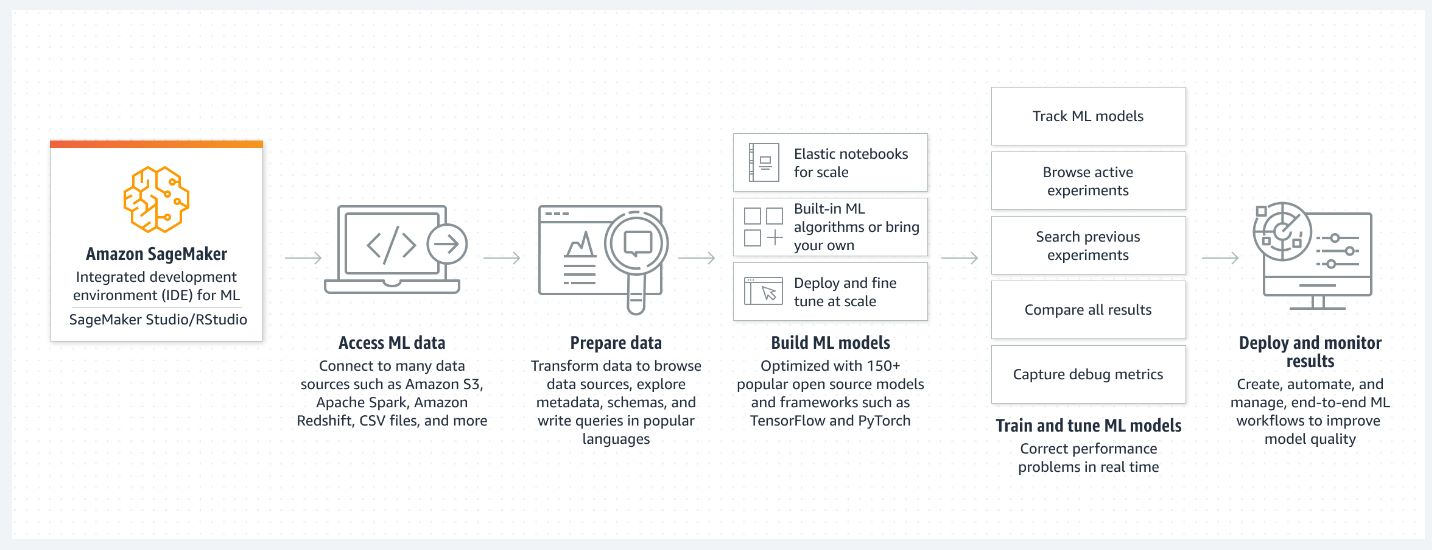 Amazon SageMaker
Integrated development
environment (IDE) for ML
SageMaker Studio/RStudio
Access ML data
Connect to many data
sources such as Amazon S3,
Apache Spark, Amazon
Redshift, CSV files, and more
Prepare data
Transform data to browse
data sources, explore
metadata, schemas, and
write queries in popular
languages
Elastic notebooks
for scale
Built-in ML
algorithms or bring
your own
Deploy and fine
tune at scale
Build ML models
Optimized with 150+
popular open source models
and frameworks such as
TensorFlow and PyTorch
Track ML models
Browse active
experiments
Search previous
experiments
Compare all results
Capture debug metrics
Train and tune ML models
Correct performance
problems in real time
Deploy and monitor
results
Create, automate, and
manage, end-to-end ML
workflows to improve
model quality